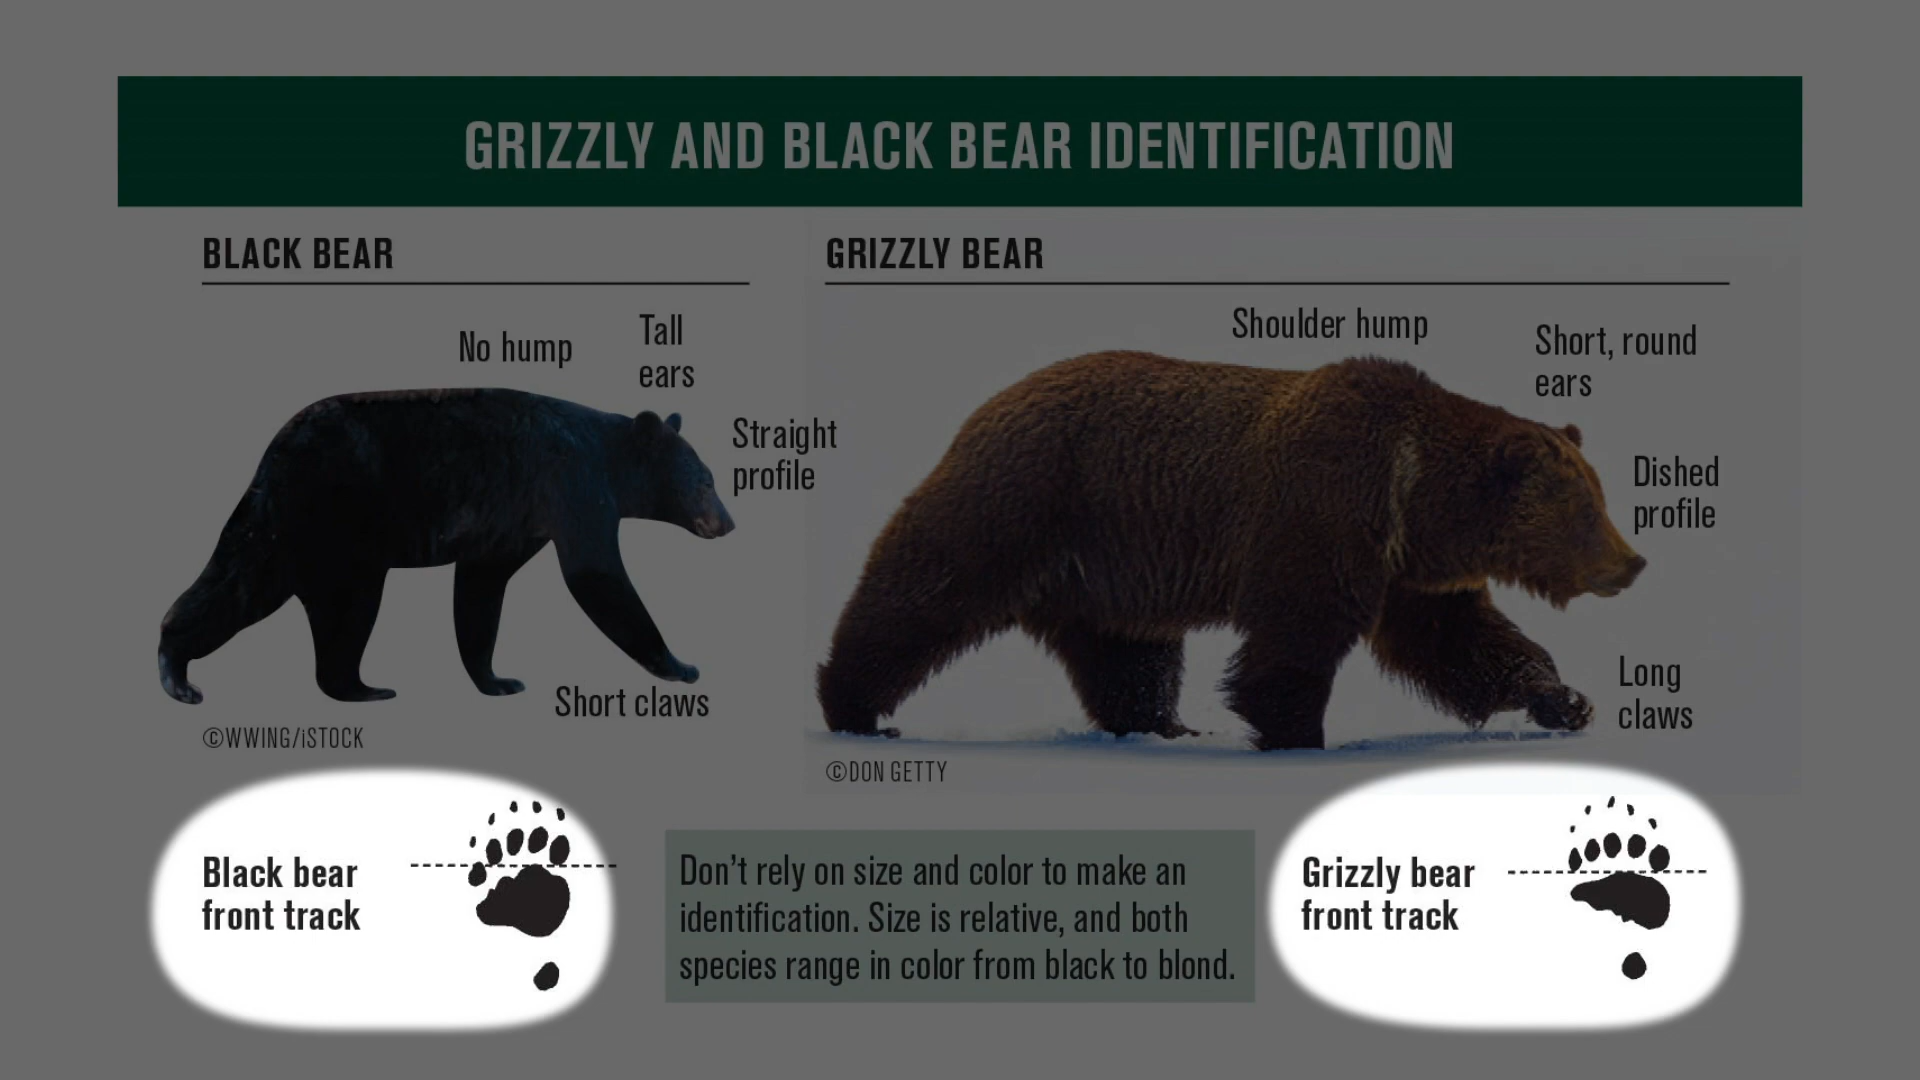 GRIZZLY AND BLACK BEAR IDENTIFICATION
BLACK BEAR
No hump
Tall
ears
Straight
profile
Short claws
©WWING/iSTOCK
GRIZZLY BEAR
Shoulder hump
Short, round
ears
Dished
profile
Long
claws
©DON GETTY
Black bear
front track
Don't rely on size and color to make an
identification. Size is relative, and both
species range in color from black to blond.
Grizzly bear
front track